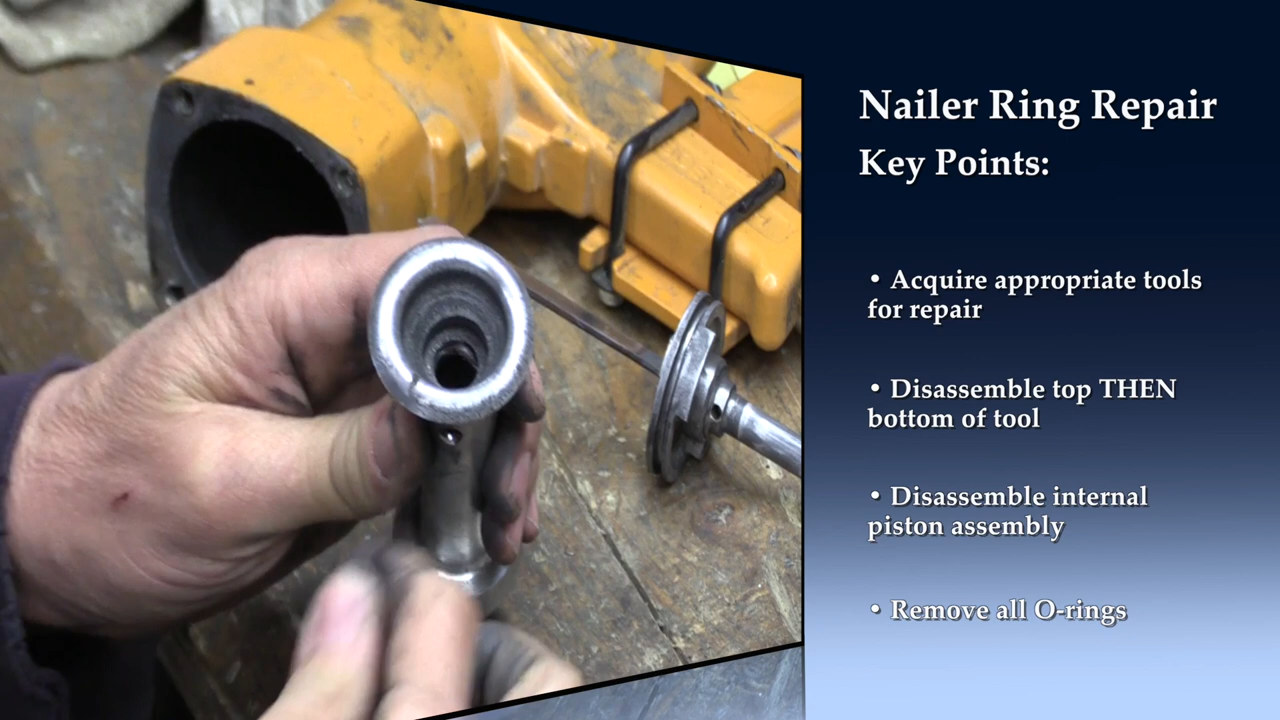 Nailer Ring Repair
Key Points:
• Acquire appropriate tools
for repair
• Disassemble top THEN
bottom of tool
• Disassemble internal
piston assembly
• Remove all O-rings